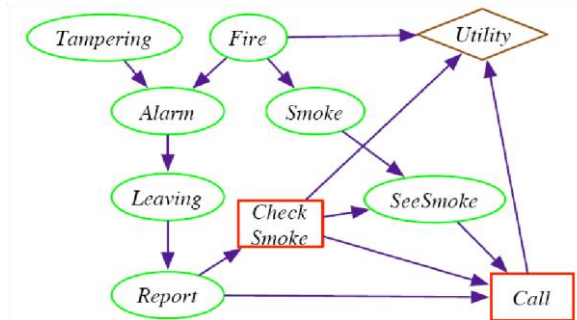 Tampering
Fire
Utility
Alarm
Smoke
Leaving
Check
Smoke
SeeSmoke
Report
Call